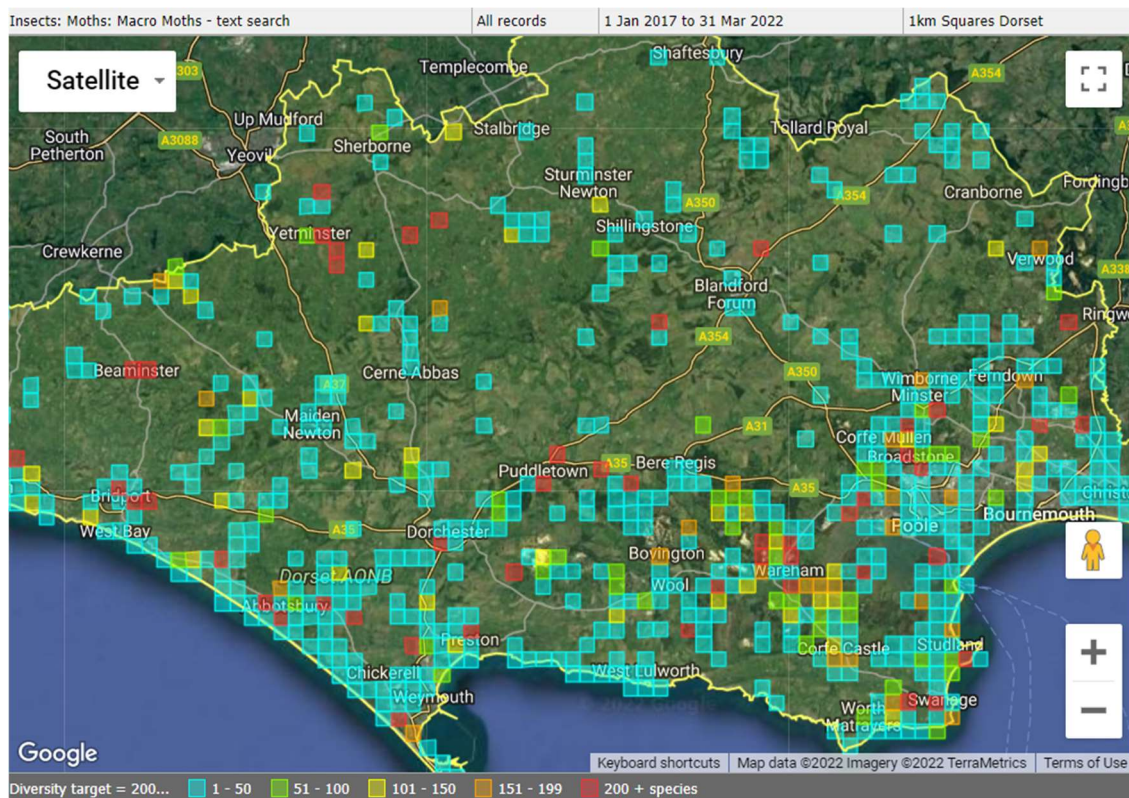 Insects: Moths: Macro Moths - text search
All records
1 Jan 2017 to 31 Mar 2022
1km Squares Dorset
Satellite
303
Shaftesbury
Templecombe
A354
Up Mudford
Stalbridge
Tollard Royal
South
Petherton
A3088
Sherborne
Yeovil
Sturminster
Newton
A350
A354
Cranborne
Fordingb
Shillingstone
Yetminster
Crewkerne
Verwood
A338
Blandford
Forum
Ringw
A354
Beaminster
Cerne Abbas
A350
Wimborne
Minster
Ferndown
A37
Maiden
Newton
A31
Corfe Mullen
Broadstone
Puddletown
A35
Bere Regis
A35
Bridport
Christc
Bournemouth
West Bay
A35
Dorchester
Poole
Bovington
Dorset AONB
Wool
Wareham
Abbotsbury
Preston
Corfe Castle
Studland
Chickerell
West Lulworth
Weymouth
Swanage
Worth
Matravers
© 2022 Google
Google
Keyboard shortcuts
Map data ©2022 Imagery ©2022 TerraMetrics
Terms of Use
Diversity target = 200...
1 - 50
51 - 100
101 - 150
151 - 199
200 + species